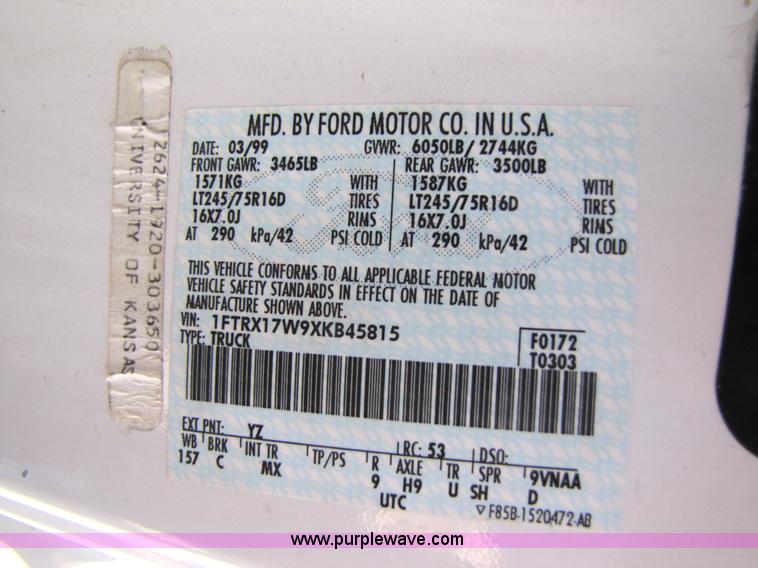 2624-1920-303650
UNIVERSITY OF KANSAS
MFD. BY FORD MOTOR CO. IN U.S.A.
DATE: 03/99 GVWR: 6050LB/ 2744KG
FRONT GAWR: 3465LB REAR GAWR: 3500LB
1571KG WITH 1587KG WITH
LT245/75R16D TIRES LT245/75R16D TIRES
16X7.0J RIMS 16X7.0J RIMS
AT 290 kPa/42 PSI COLD AT 290 kPa/42 PSI COLD
THIS VEHICLE CONFORMS TO ALL APPLICABLE FEDERAL MOTOR
VEHICLE SAFETY STANDARDS IN EFFECT ON THE DATE OF
MANUFACTURE SHOWN ABOVE.
VIN: 1FTRX17W9XKB45815 F0172
TYPE: TRUCK T0303
EXT PNT: YZ RC: 53 DSO:
WB BRK INT TR TP/PS R AXLE TR SPR 9VNAA
157 C MX 9 H9 U SH D
UTC ▽F85B-1520472-AB
www.purplewave.com